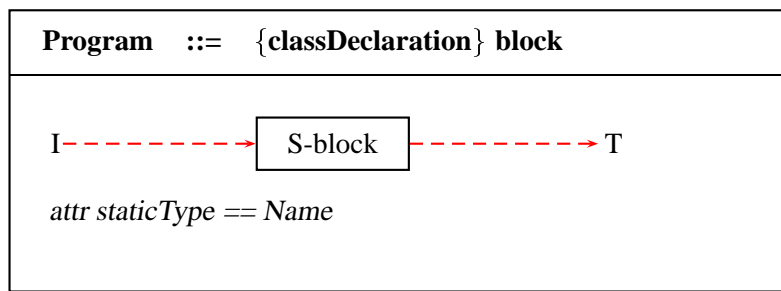 Program ::= {classDeclaration} block
I S-block T
attr staticType == Name